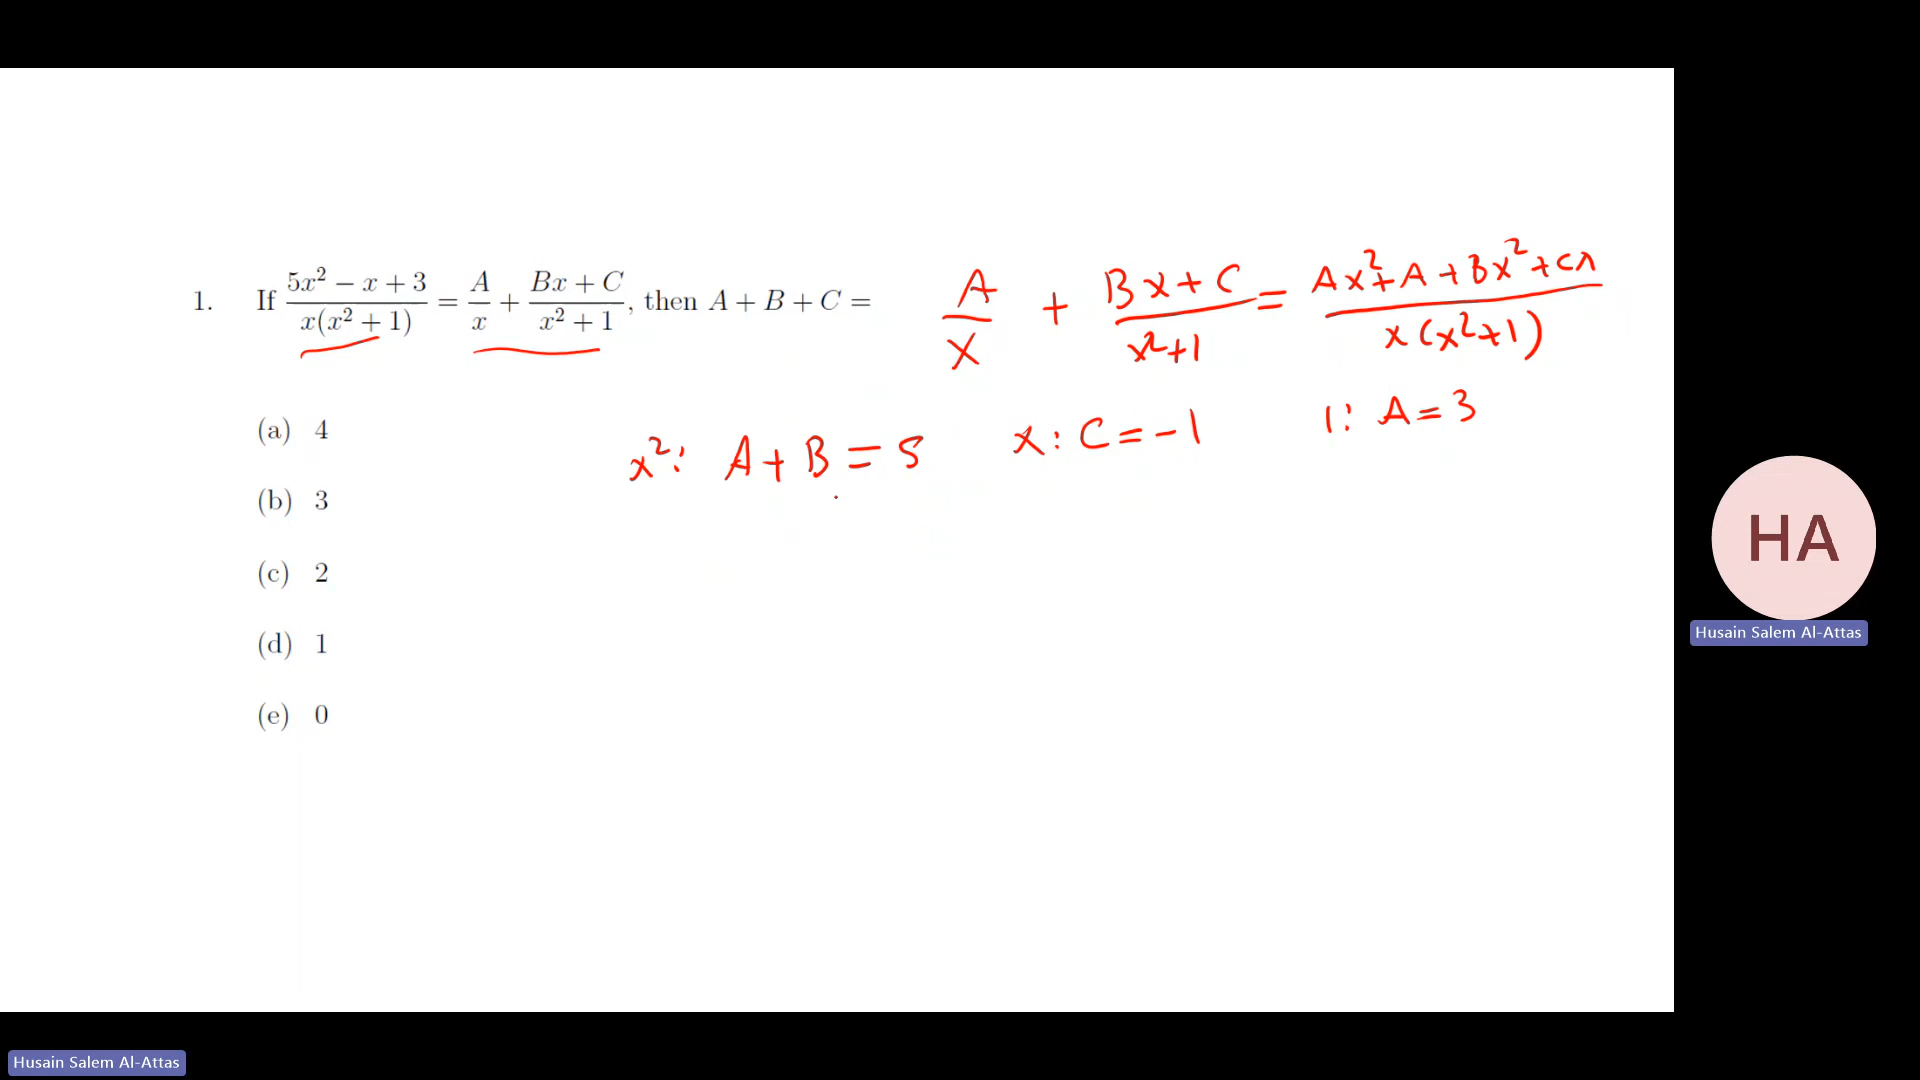 1. If (5x² − x + 3)/(x(x² + 1)) = A/x + (Bx + C)/(x² + 1), then A + B + C =
A/x + (Bx+C)/(x²+1) = (Ax²+A+Bx²+Cx)/(x(x²+1))
(a) 4
x²: A+B=5 x: C=-1 1: A=3
(b) 3
(c) 2
(d) 1
(e) 0
HA
Husain Salem Al-Attas
Husain Salem Al-Attas